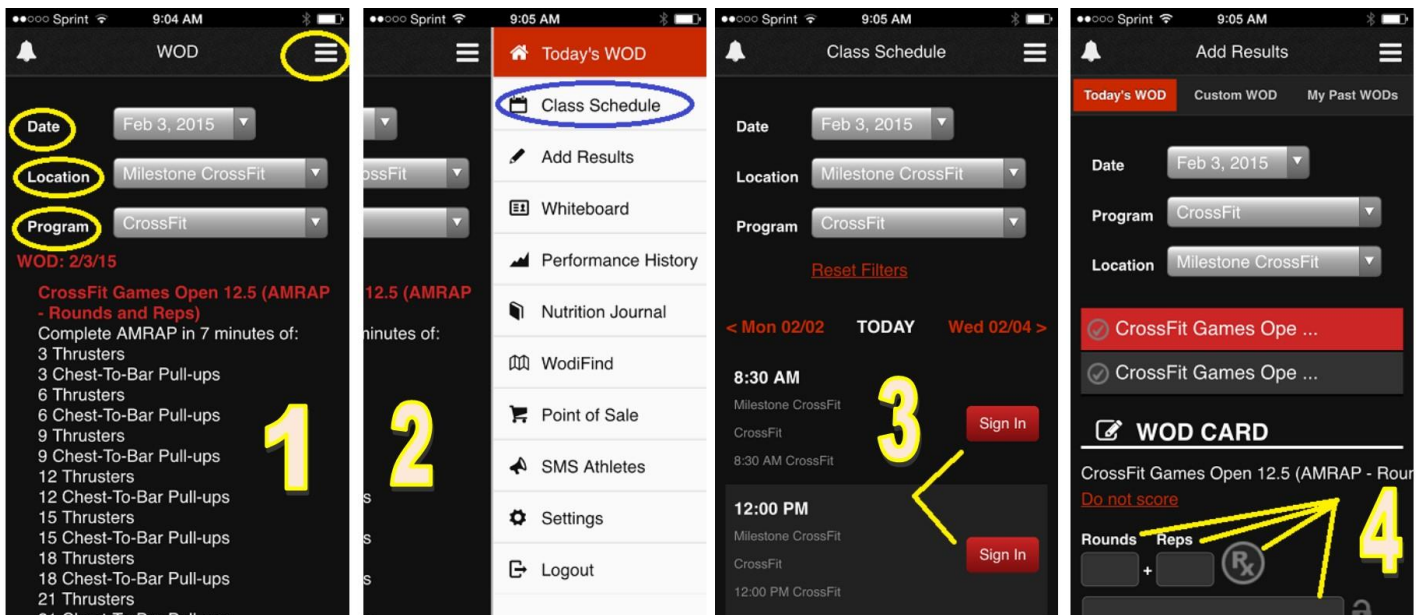 ●●○○○ Sprint 9:04 AM
WOD
Date Feb 3, 2015
Location Milestone CrossFit
Program CrossFit
WOD: 2/3/15
CrossFit Games Open 12.5 (AMRAP
- Rounds and Reps)
Complete AMRAP in 7 minutes of:
3 Thrusters
3 Chest-To-Bar Pull-ups
6 Thrusters
6 Chest-To-Bar Pull-ups
9 Thrusters
9 Chest-To-Bar Pull-ups
12 Thrusters
12 Chest-To-Bar Pull-ups
15 Thrusters
15 Chest-To-Bar Pull-ups
18 Thrusters
18 Chest-To-Bar Pull-ups
21 Thrusters
1
●●○○○ Sprint 9:05 AM
ossFit
12.5 (AMRAP
minutes of:
s
s
s
2
Today's WOD
Class Schedule
Add Results
Whiteboard
Performance History
Nutrition Journal
WodiFind
Point of Sale
SMS Athletes
Settings
Logout
●●○○○ Sprint 9:05 AM
Class Schedule
Date Feb 3, 2015
Location Milestone CrossFit
Program CrossFit
Reset Filters
< Mon 02/02 TODAY Wed 02/04 >
8:30 AM
Milestone CrossFit
CrossFit
8:30 AM CrossFit
Sign In
3
12:00 PM
Milestone CrossFit
CrossFit
12:00 PM CrossFit
Sign In
●●○○○ Sprint 9:05 AM
Add Results
Today's WOD Custom WOD My Past WODs
Date Feb 3, 2015
Program CrossFit
Location Milestone CrossFit
CrossFit Games Ope ...
CrossFit Games Ope ...
WOD CARD
CrossFit Games Open 12.5 (AMRAP - Rour
Do not score
Rounds Reps
+ Rx
4